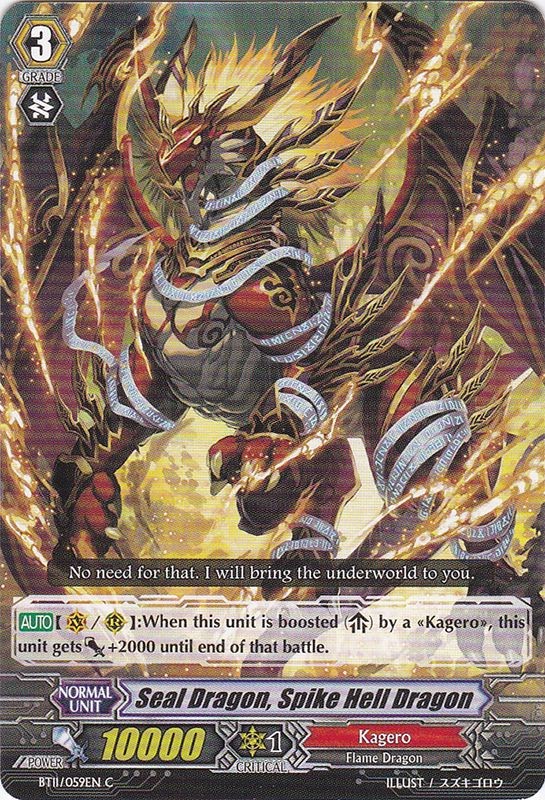 3
GRADE
No need for that. I will bring the underworld to you.
AUTO【 V / R 】:When this unit is boosted ( ) by a «Kagero», this
unit gets +2000 until end of that battle.
NORMAL
UNIT
Seal Dragon, Spike Hell Dragon
POWER
10000
1
CRITICAL
Kagero
Flame Dragon
BT11/059EN C
ILLUST / スズキゴロウ